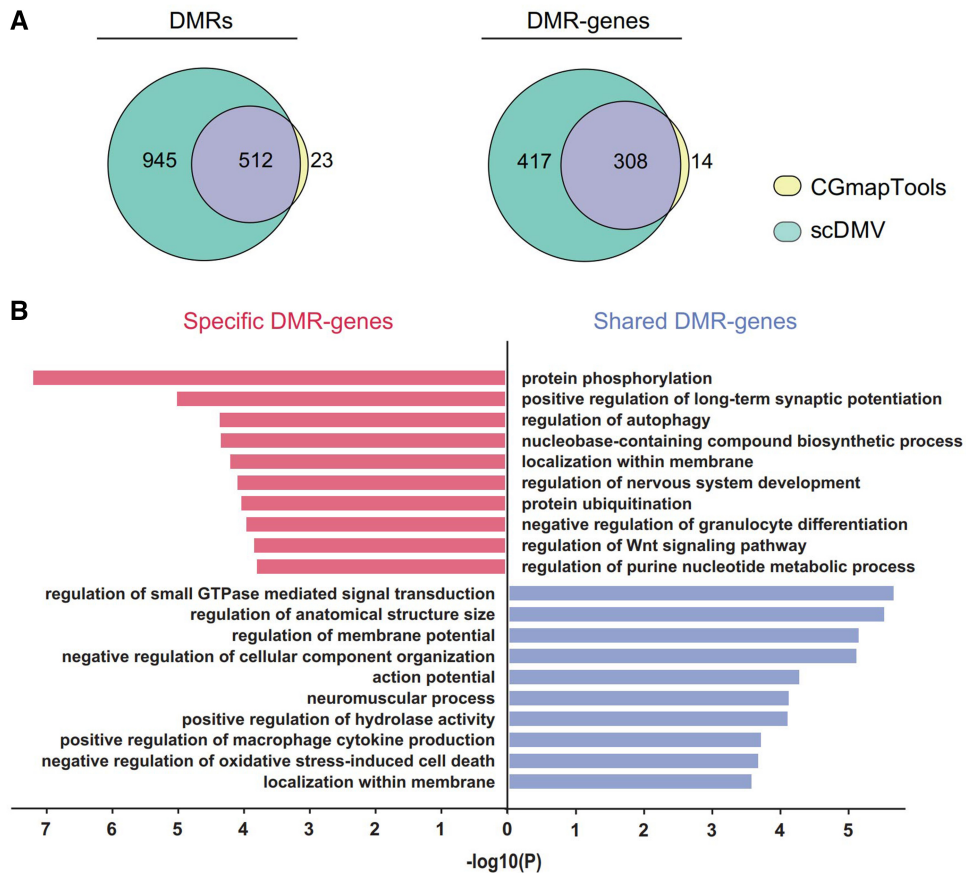 A
DMRs
DMR-genes
945
512
23
417
308
14
CGmapTools
scDMV
B
Specific DMR-genes
Shared DMR-genes
protein phosphorylation
positive regulation of long-term synaptic potentiation
regulation of autophagy
nucleobase-containing compound biosynthetic process
localization within membrane
regulation of nervous system development
protein ubiquitination
negative regulation of granulocyte differentiation
regulation of Wnt signaling pathway
regulation of purine nucleotide metabolic process
regulation of small GTPase mediated signal transduction
regulation of anatomical structure size
regulation of membrane potential
negative regulation of cellular component organization
action potential
neuromuscular process
positive regulation of hydrolase activity
positive regulation of macrophage cytokine production
negative regulation of oxidative stress-induced cell death
localization within membrane
7 6 5 4 3 2 1 0 1 2 3 4 5
-log10(P)